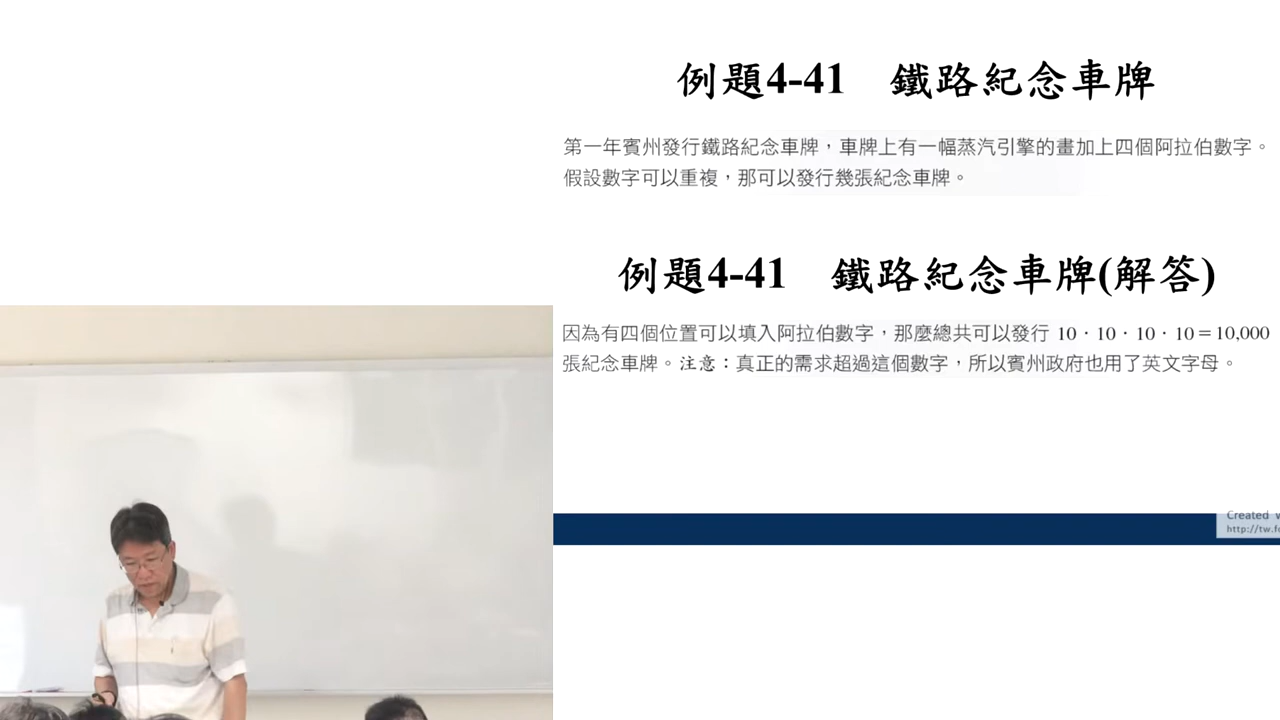 例題4-41 鐵路紀念車牌
第一年賓州發行鐵路紀念車牌，車牌上有一幅蒸汽引擎的畫加上四個阿拉伯數字。
假設數字可以重複，那可以發行幾張紀念車牌。
例題4-41 鐵路紀念車牌(解答)
因為有四個位置可以填入阿拉伯數字，那麼總共可以發行 10 · 10 · 10 · 10 = 10,000
張紀念車牌。注意：真正的需求超過這個數字，所以賓州政府也用了英文字母。
Created
http://tw.fo